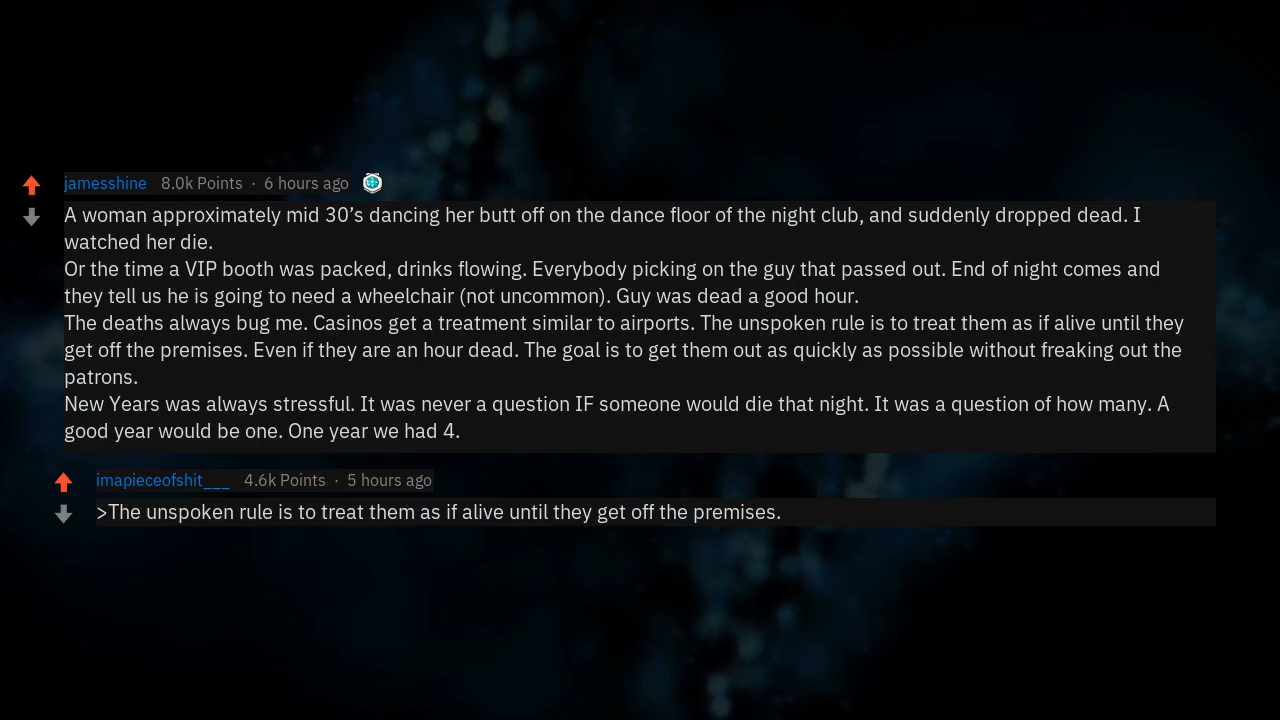 jamesshine 8.0k Points · 6 hours ago
A woman approximately mid 30’s dancing her butt off on the dance floor of the night club, and suddenly dropped dead. I
watched her die.
Or the time a VIP booth was packed, drinks flowing. Everybody picking on the guy that passed out. End of night comes and
they tell us he is going to need a wheelchair (not uncommon). Guy was dead a good hour.
The deaths always bug me. Casinos get a treatment similar to airports. The unspoken rule is to treat them as if alive until they
get off the premises. Even if they are an hour dead. The goal is to get them out as quickly as possible without freaking out the
patrons.
New Years was always stressful. It was never a question IF someone would die that night. It was a question of how many. A
good year would be one. One year we had 4.
imapieceofshit___ 4.6k Points · 5 hours ago
>The unspoken rule is to treat them as if alive until they get off the premises.